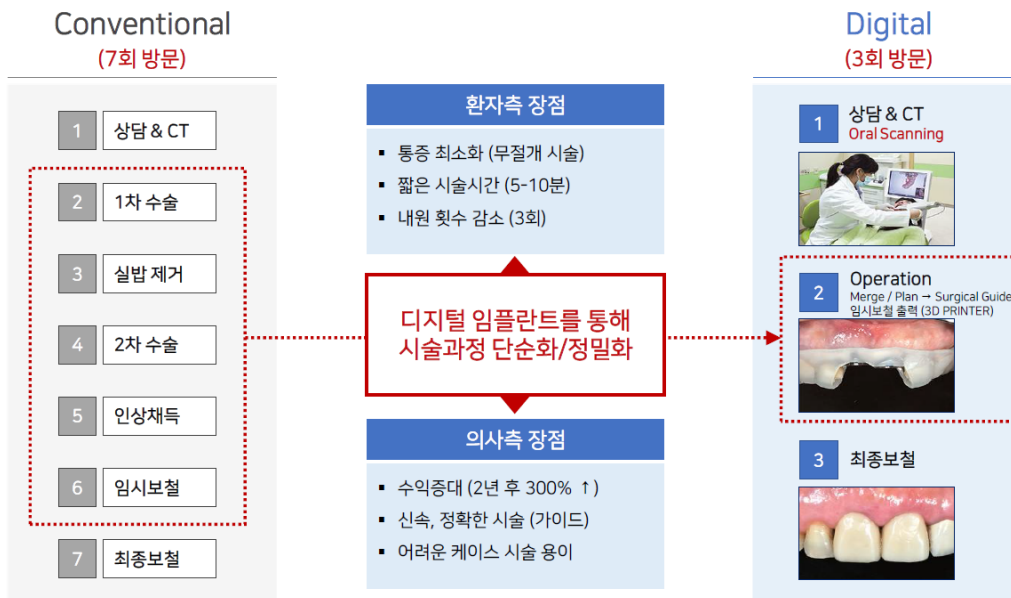 Conventional
(7회 방문)
1 상담 & CT
2 1차 수술
3 실밥 제거
4 2차 수술
5 인상채득
6 임시보철
7 최종보철
환자측 장점
▪ 통증 최소화 (무절개 시술)
▪ 짧은 시술시간 (5-10분)
▪ 내원 횟수 감소 (3회)
디지털 임플란트를 통해
시술과정 단순화/정밀화
의사측 장점
▪ 수익증대 (2년 후 300% ↑)
▪ 신속, 정확한 시술 (가이드)
▪ 어려운 케이스 시술 용이
Digital
(3회 방문)
1 상담 & CT
Oral Scanning
2 Operation
Merge / Plan → Surgical Guide
임시보철 출력 (3D PRINTER)
3 최종보철